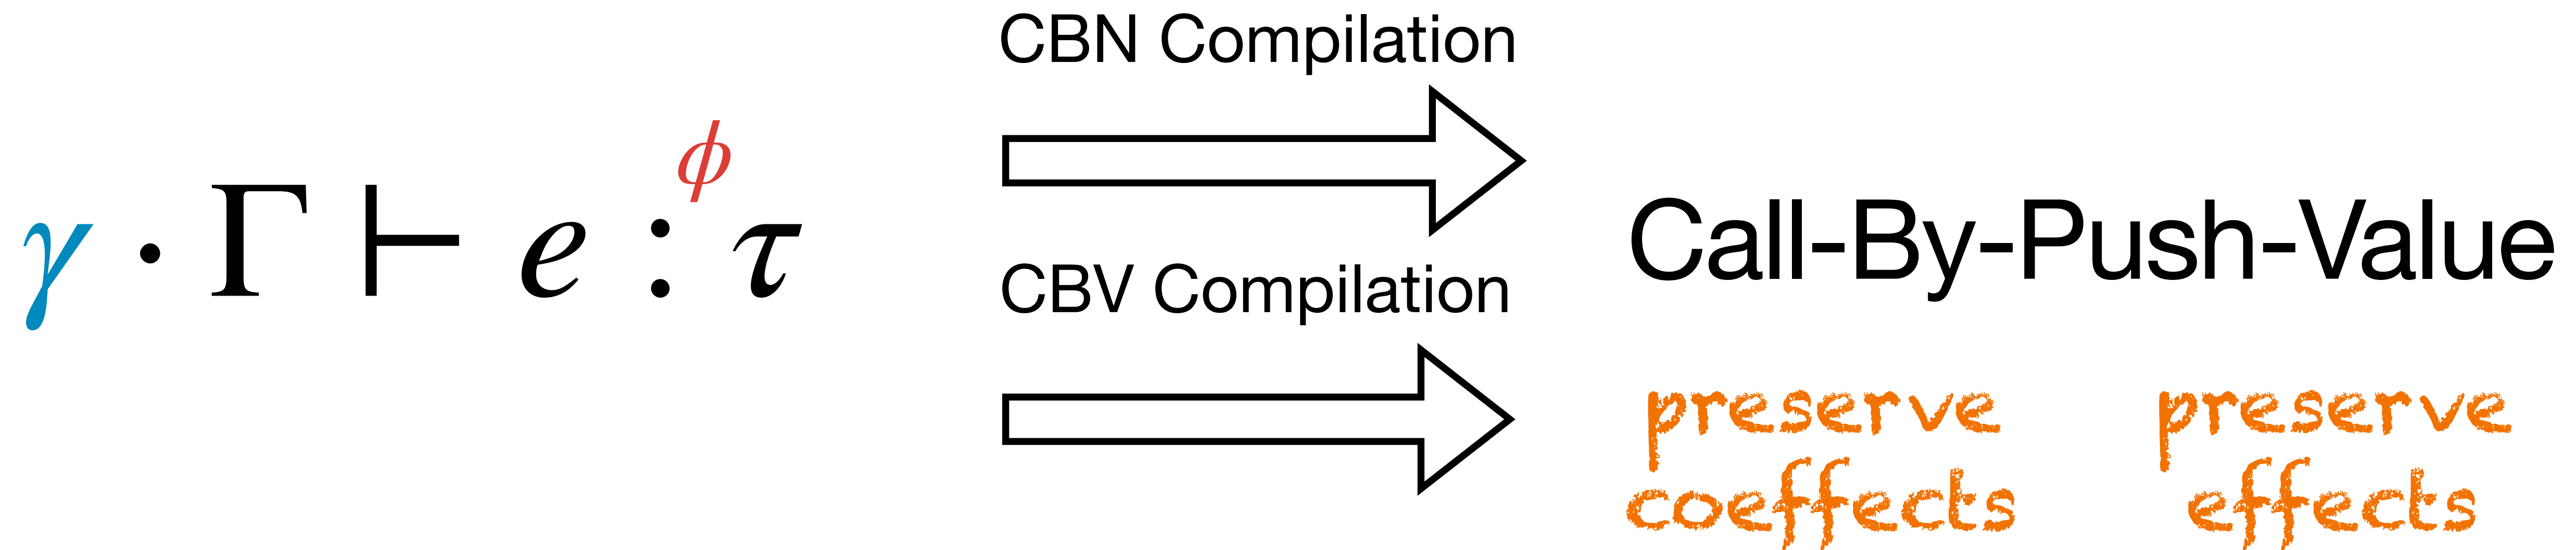 CBN Compilation
γ · Γ ⊢ e :ᵠ τ
Call-By-Push-Value
CBV Compilation
preserve coeffects
preserve effects